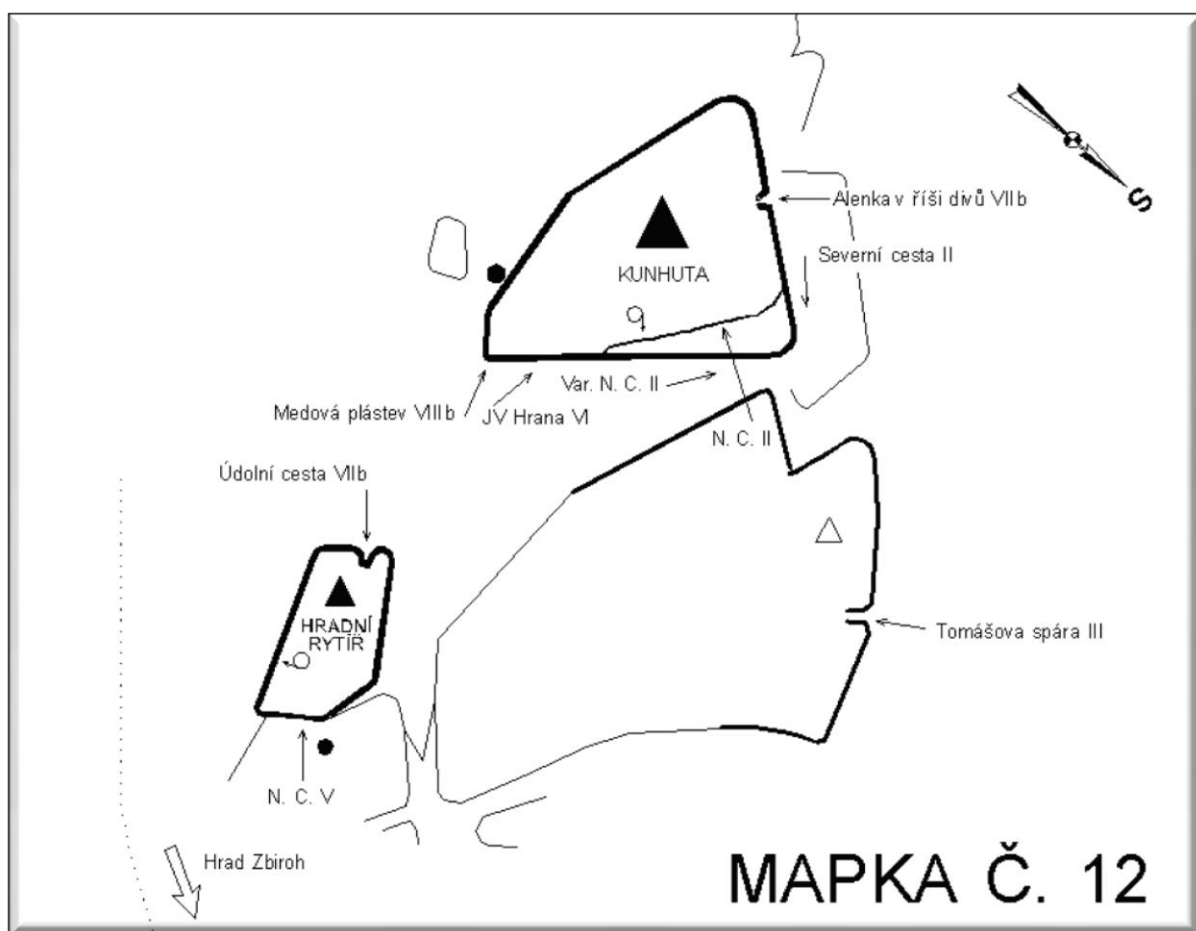 S
Alenka v říši divů VIIb
Severní cesta II
KUNHUTA
Var. N. C. II
Medová plástev VIIIb
JV Hrana VI
N. C. II
Údolní cesta VIIb
HRADNÍ
RYTÍŘ
Tomášova spára III
N. C. V
Hrad Zbiroh
MAPKA Č. 12